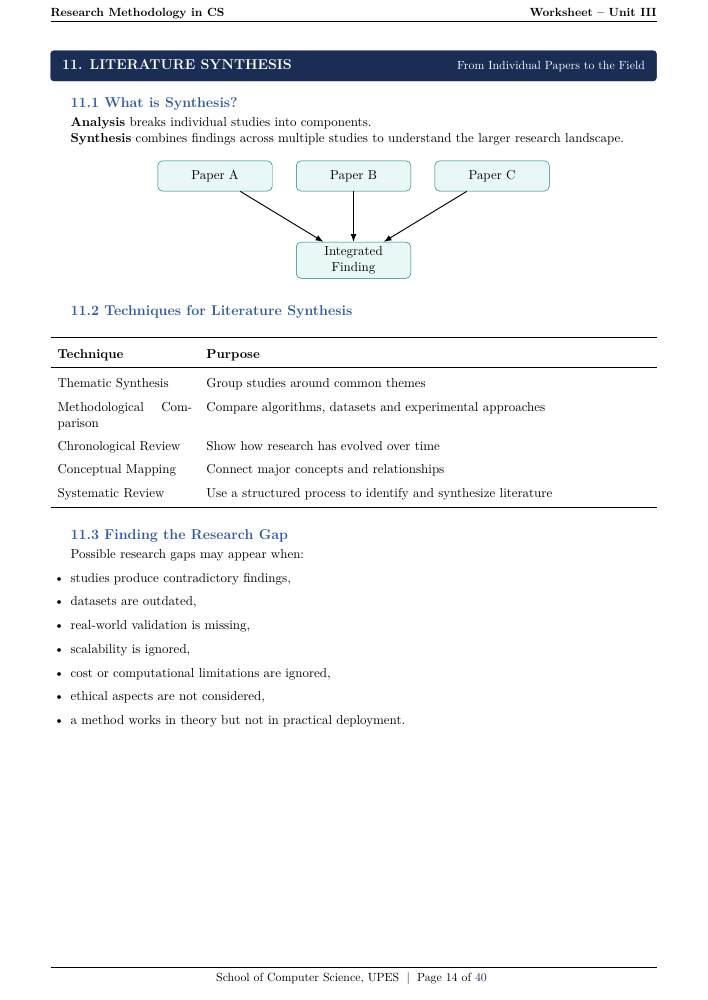 Research Methodology in CS Worksheet – Unit III
11. LITERATURE SYNTHESIS From Individual Papers to the Field
11.1 What is Synthesis?
Analysis breaks individual studies into components.
Synthesis combines findings across multiple studies to understand the larger research landscape.
Paper A Paper B Paper C
Integrated
Finding
11.2 Techniques for Literature Synthesis
Technique Purpose
Thematic Synthesis Group studies around common themes
Methodological Com- Compare algorithms, datasets and experimental approaches
parison
Chronological Review Show how research has evolved over time
Conceptual Mapping Connect major concepts and relationships
Systematic Review Use a structured process to identify and synthesize literature
11.3 Finding the Research Gap
Possible research gaps may appear when:
• studies produce contradictory findings,
• datasets are outdated,
• real-world validation is missing,
• scalability is ignored,
• cost or computational limitations are ignored,
• ethical aspects are not considered,
• a method works in theory but not in practical deployment.
School of Computer Science, UPES | Page 14 of 40